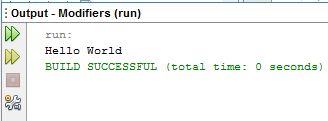 Output - Modifiers (run)
run:
Hello World
BUILD SUCCESSFUL (total time: 0 seconds)